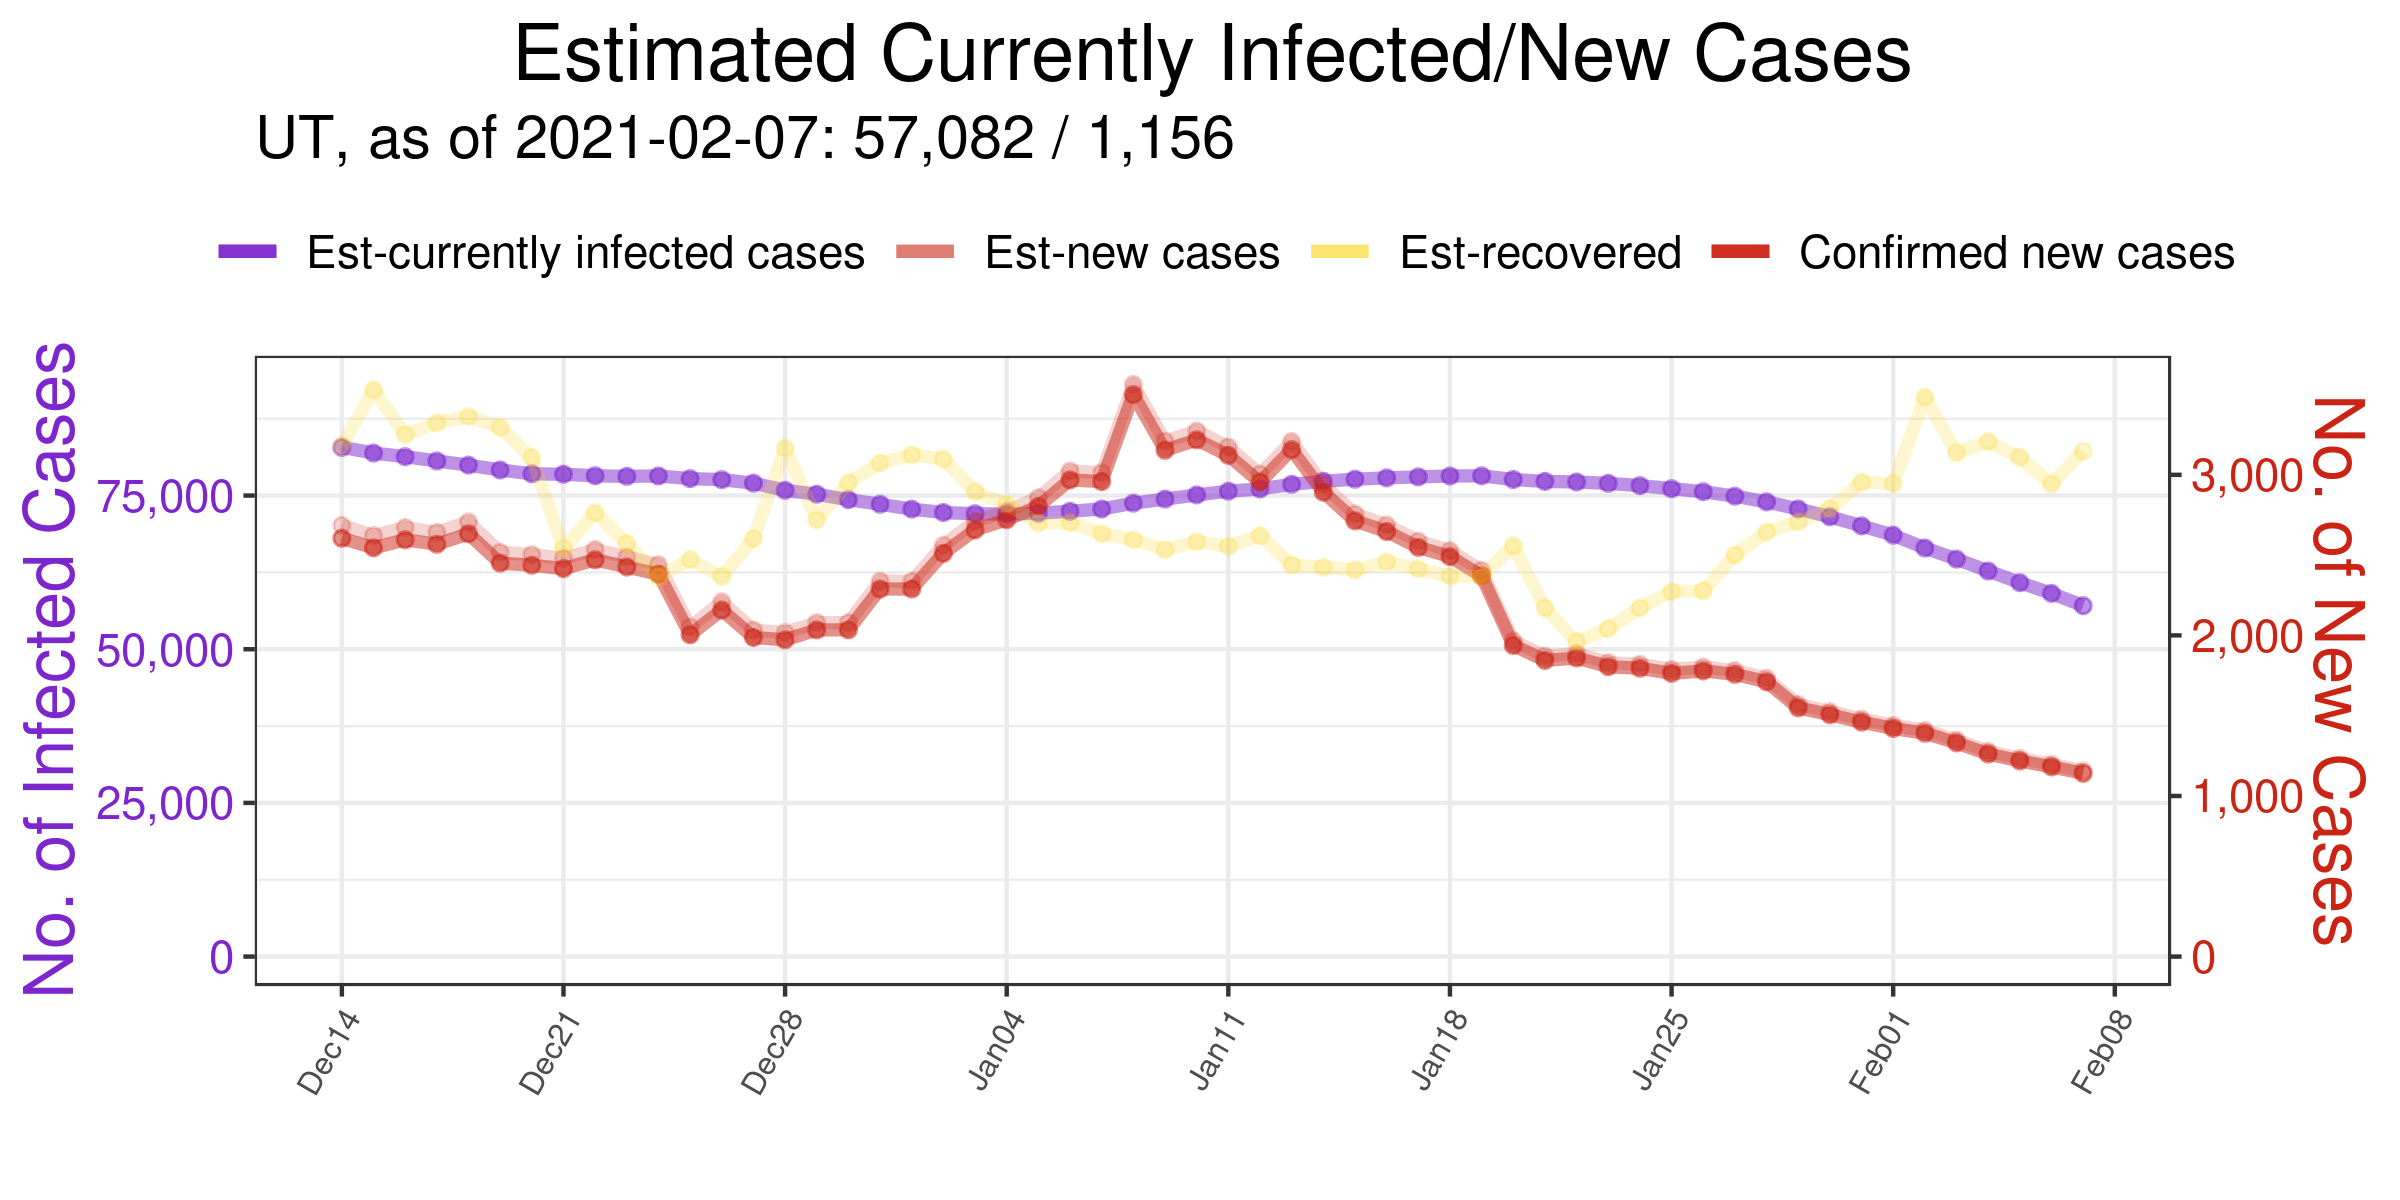 Estimated Currently Infected/New Cases
UT, as of 2021-02-07: 57,082 / 1,156
Est-currently infected cases Est-new cases Est-recovered Confirmed new cases
No. of Infected Cases
75,000
50,000
25,000
0
3,000
2,000
1,000
0
No. of New Cases
Dec14 Dec21 Dec28 Jan04 Jan11 Jan18 Jan25 Feb01 Feb08